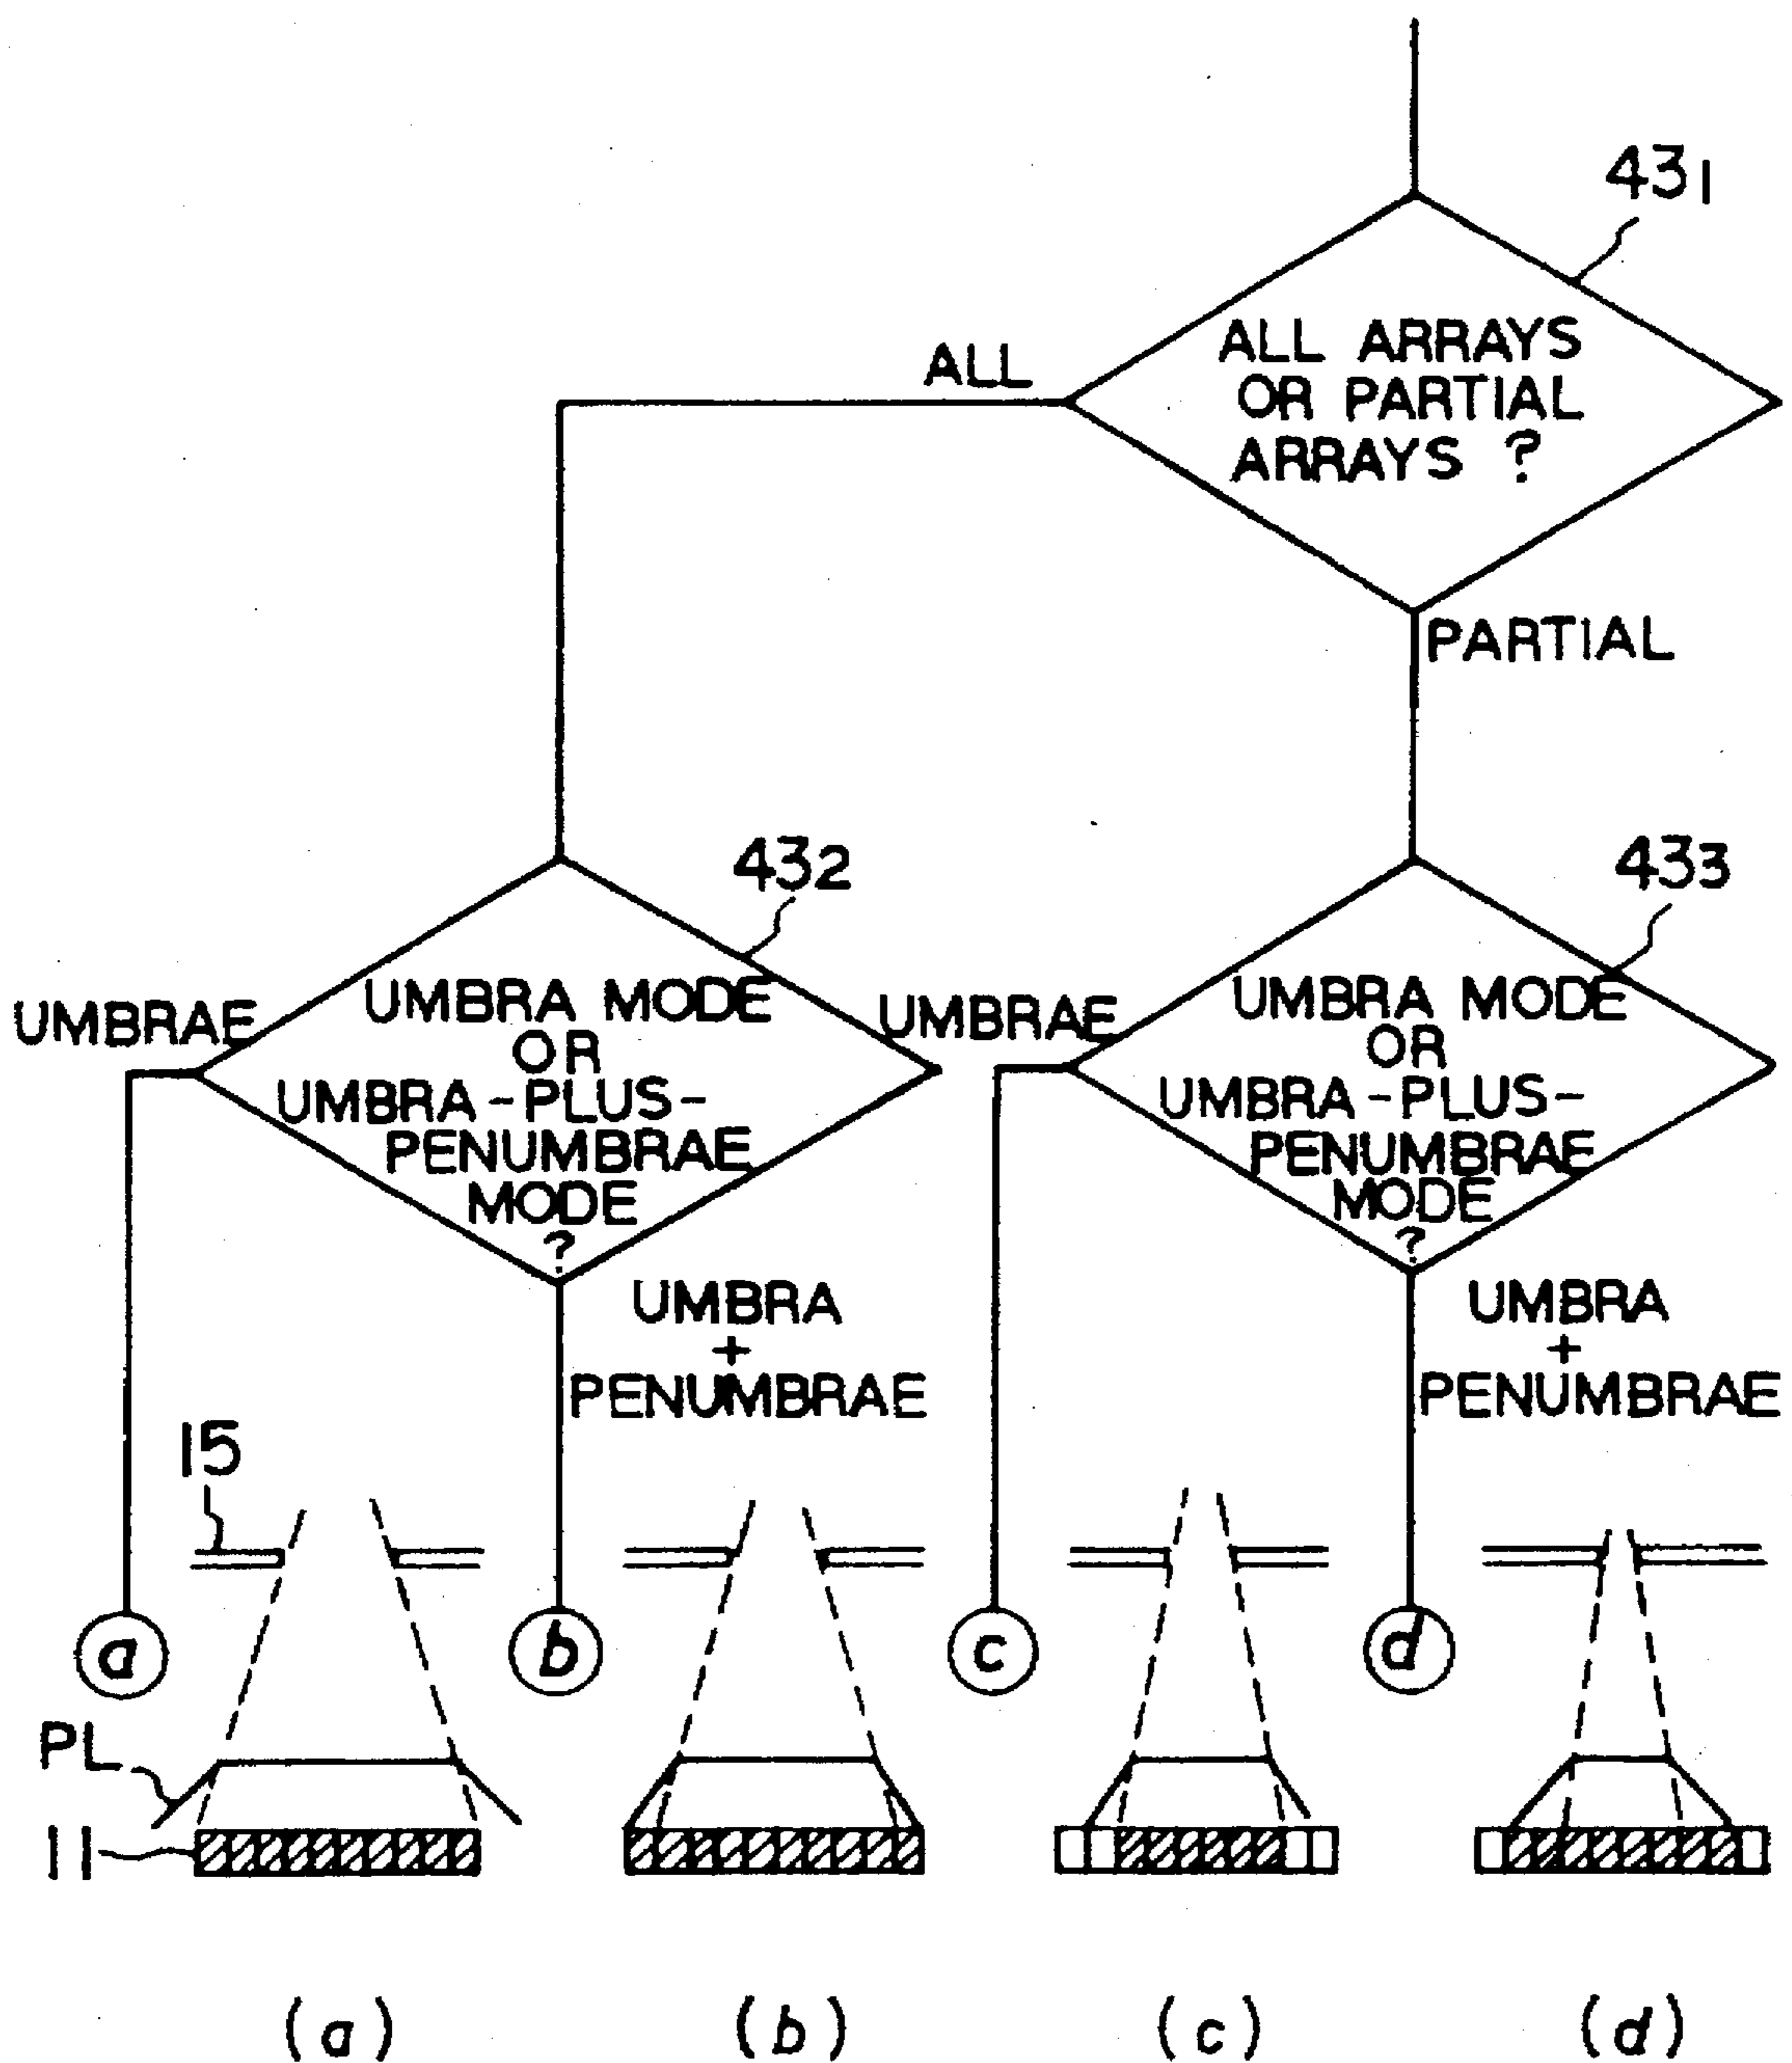 431
ALL ARRAYS
OR PARTIAL
ARRAYS ?
ALL
PARTIAL
432
433
UMBRAE
UMBRA MODE
OR
UMBRA-PLUS-
PENUMBRAE
MODE
?
UMBRAE
UMBRA MODE
OR
UMBRA-PLUS-
PENUMBRAE
MODE
?
UMBRA
+
PENUMBRAE
UMBRA
+
PENUMBRAE
15
a
b
c
d
PL
11
(a)
(b)
(c)
(d)